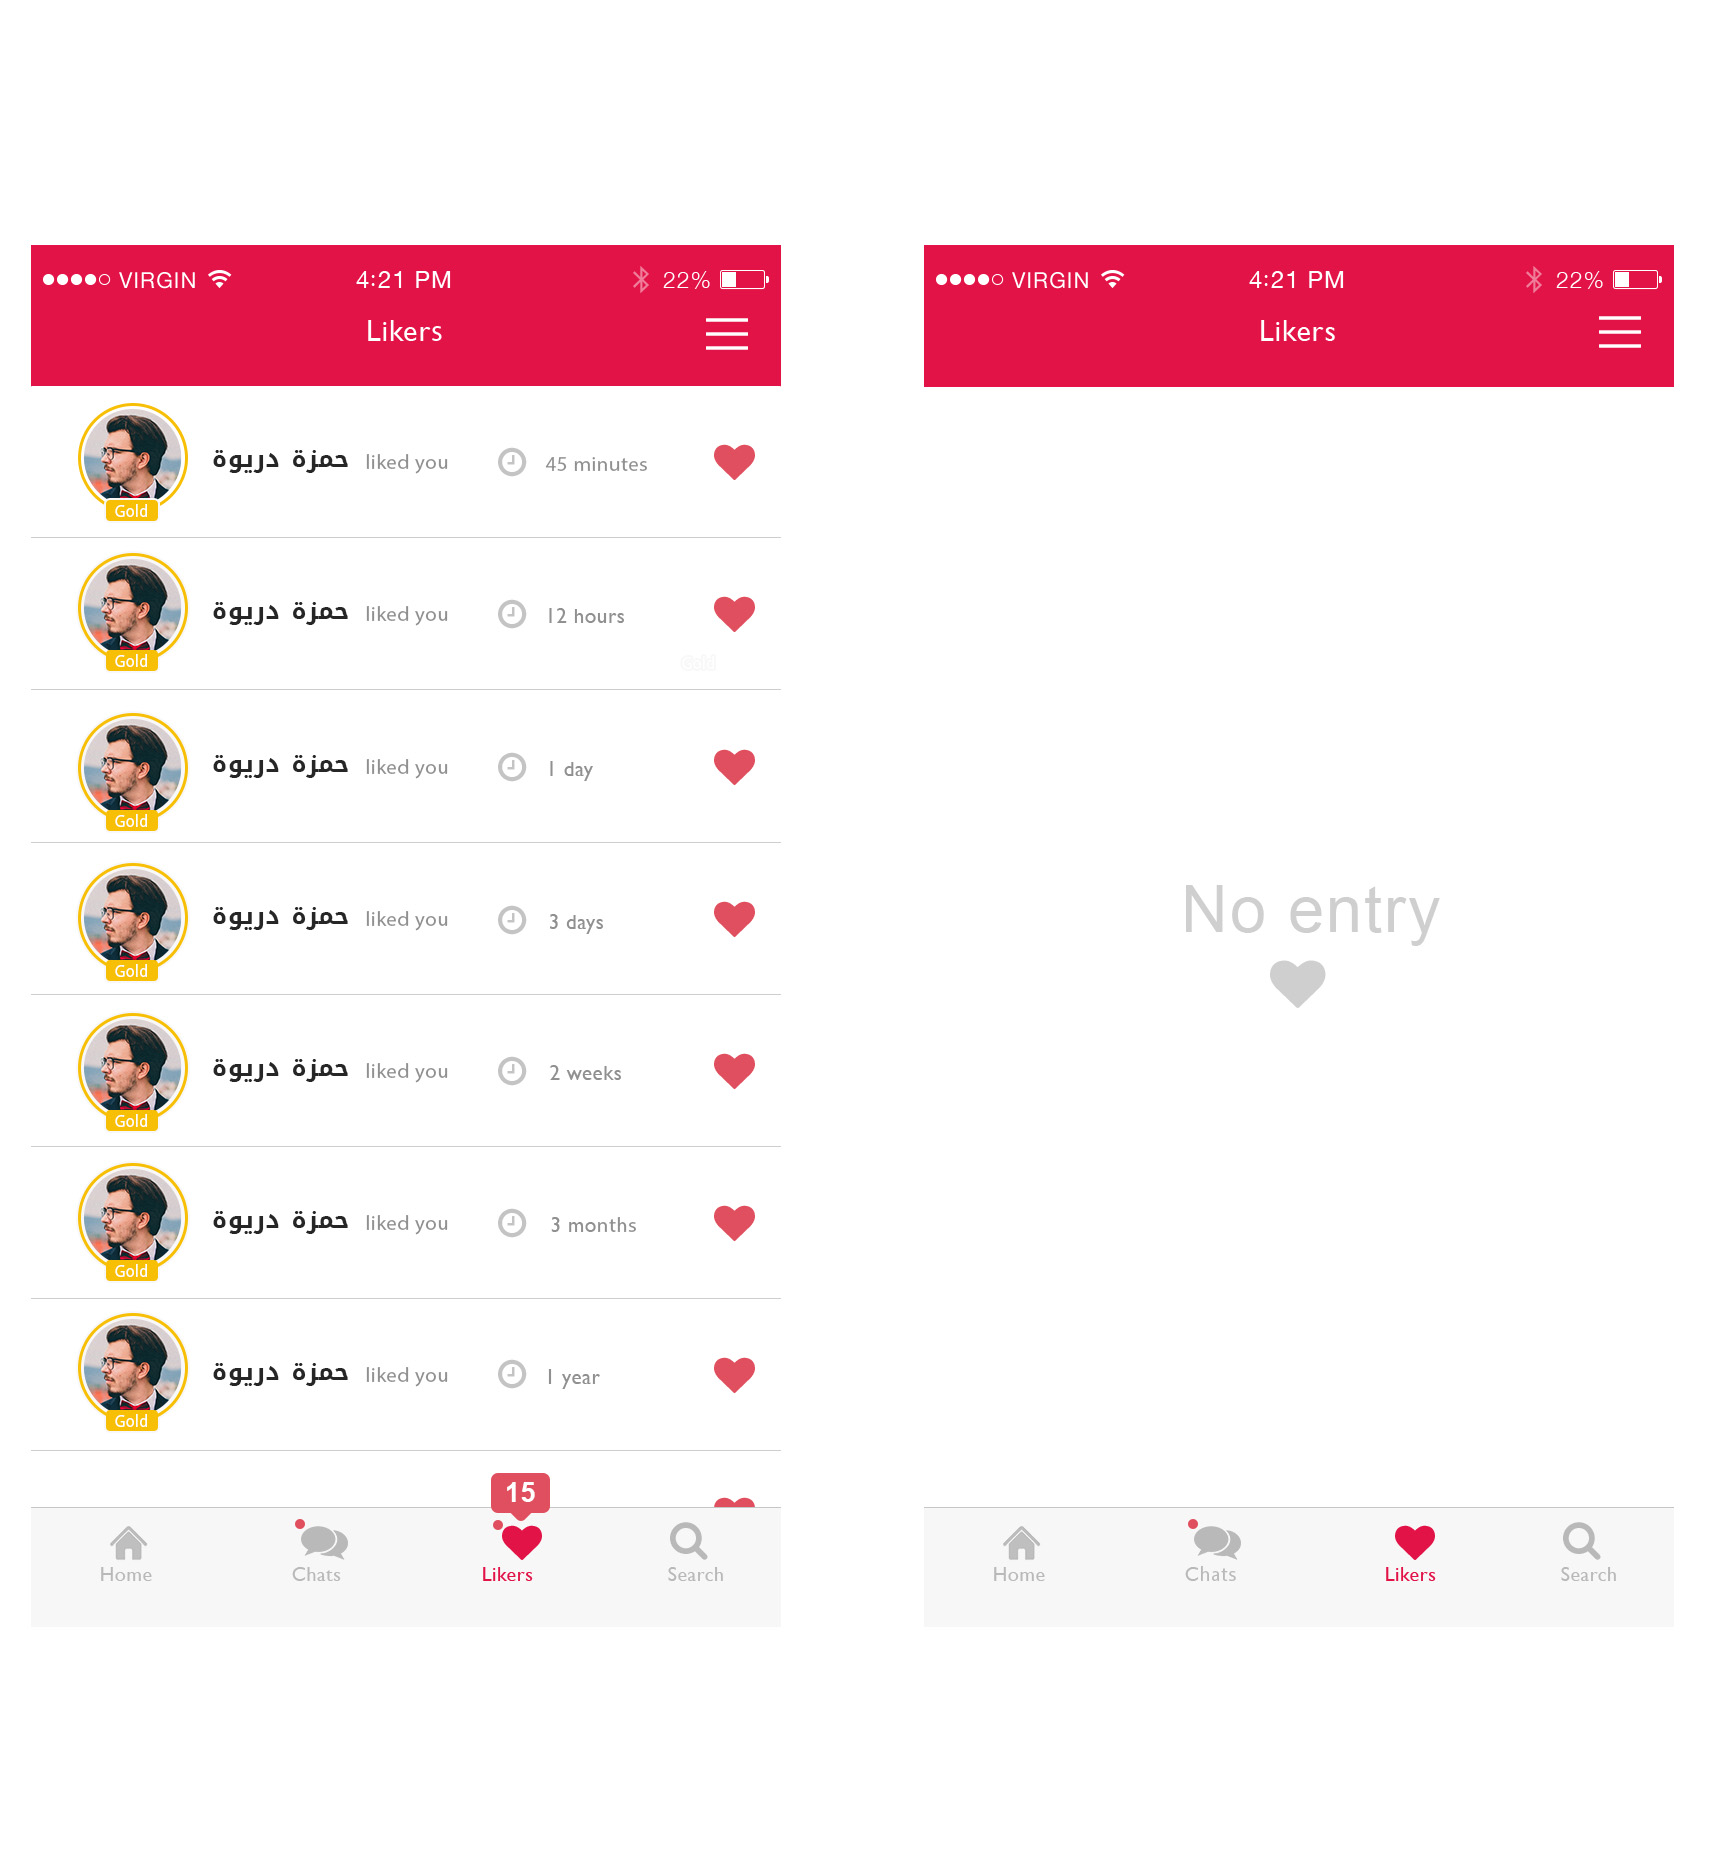 VIRGIN 4:21 PM 22%
Likers
حمزة دريوة liked you 45 minutes
Gold
حمزة دريوة liked you 12 hours
Gold
Gold
حمزة دريوة liked you 1 day
Gold
حمزة دريوة liked you 3 days
Gold
حمزة دريوة liked you 2 weeks
Gold
حمزة دريوة liked you 3 months
Gold
حمزة دريوة liked you 1 year
Gold
15
Home Chats Likers Search
VIRGIN 4:21 PM 22%
Likers
No entry
Home Chats Likers Search